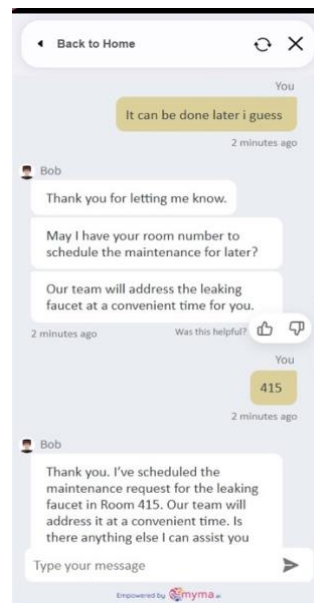 Back to Home
You
It can be done later i guess
2 minutes ago
Bob
Thank you for letting me know.
May I have your room number to
schedule the maintenance for later?
Our team will address the leaking
faucet at a convenient time for you.
2 minutes ago
Was this helpful?
You
415
2 minutes ago
Bob
Thank you. I've scheduled the
maintenance request for the leaking
faucet in Room 415. Our team will
address it at a convenient time. Is
there anything else I can assist you
Type your message
Empowered by myma.ai